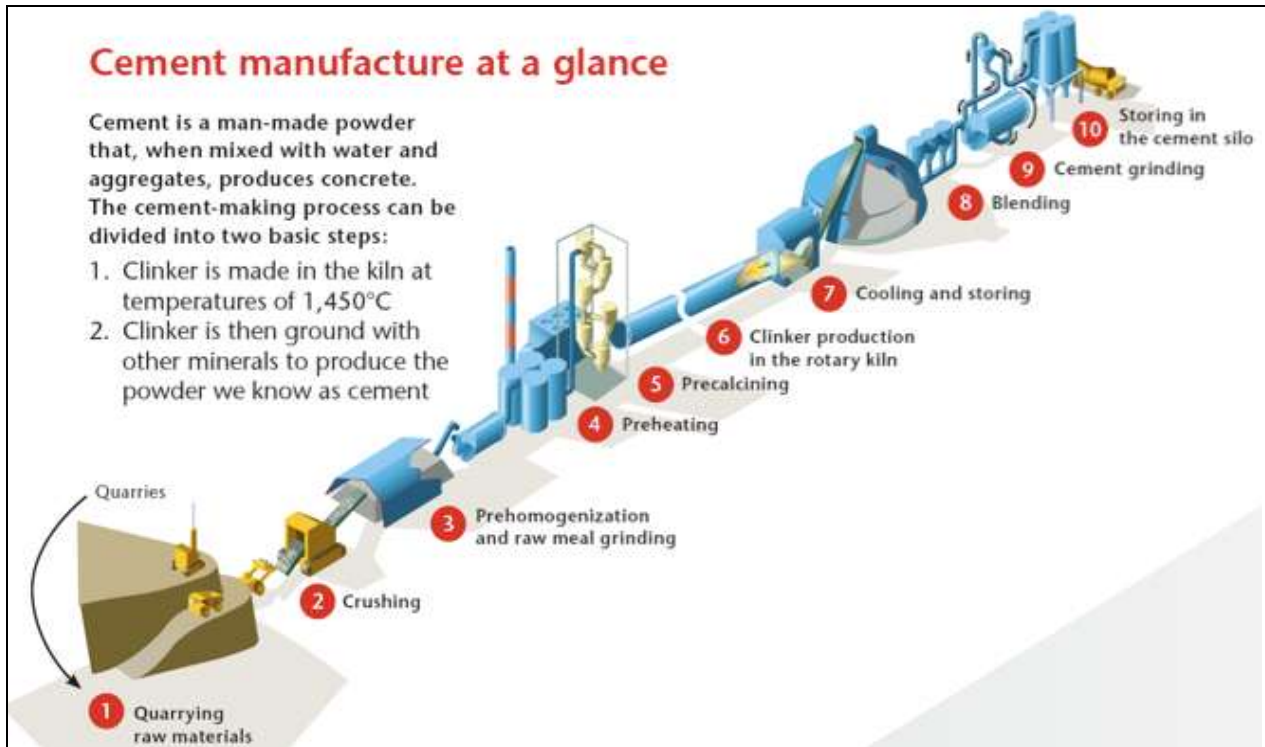 Cement manufacture at a glance
Cement is a man-made powder
that, when mixed with water and
aggregates, produces concrete.
The cement-making process can be
divided into two basic steps:
1. Clinker is made in the kiln at
temperatures of 1,450°C
2. Clinker is then ground with
other minerals to produce the
powder we know as cement
Quarries
1 Quarrying
raw materials
2 Crushing
3 Prehomogenization
and raw meal grinding
4 Preheating
5 Precalcining
6 Clinker production
in the rotary kiln
7 Cooling and storing
8 Blending
9 Cement grinding
10 Storing in
the cement silo